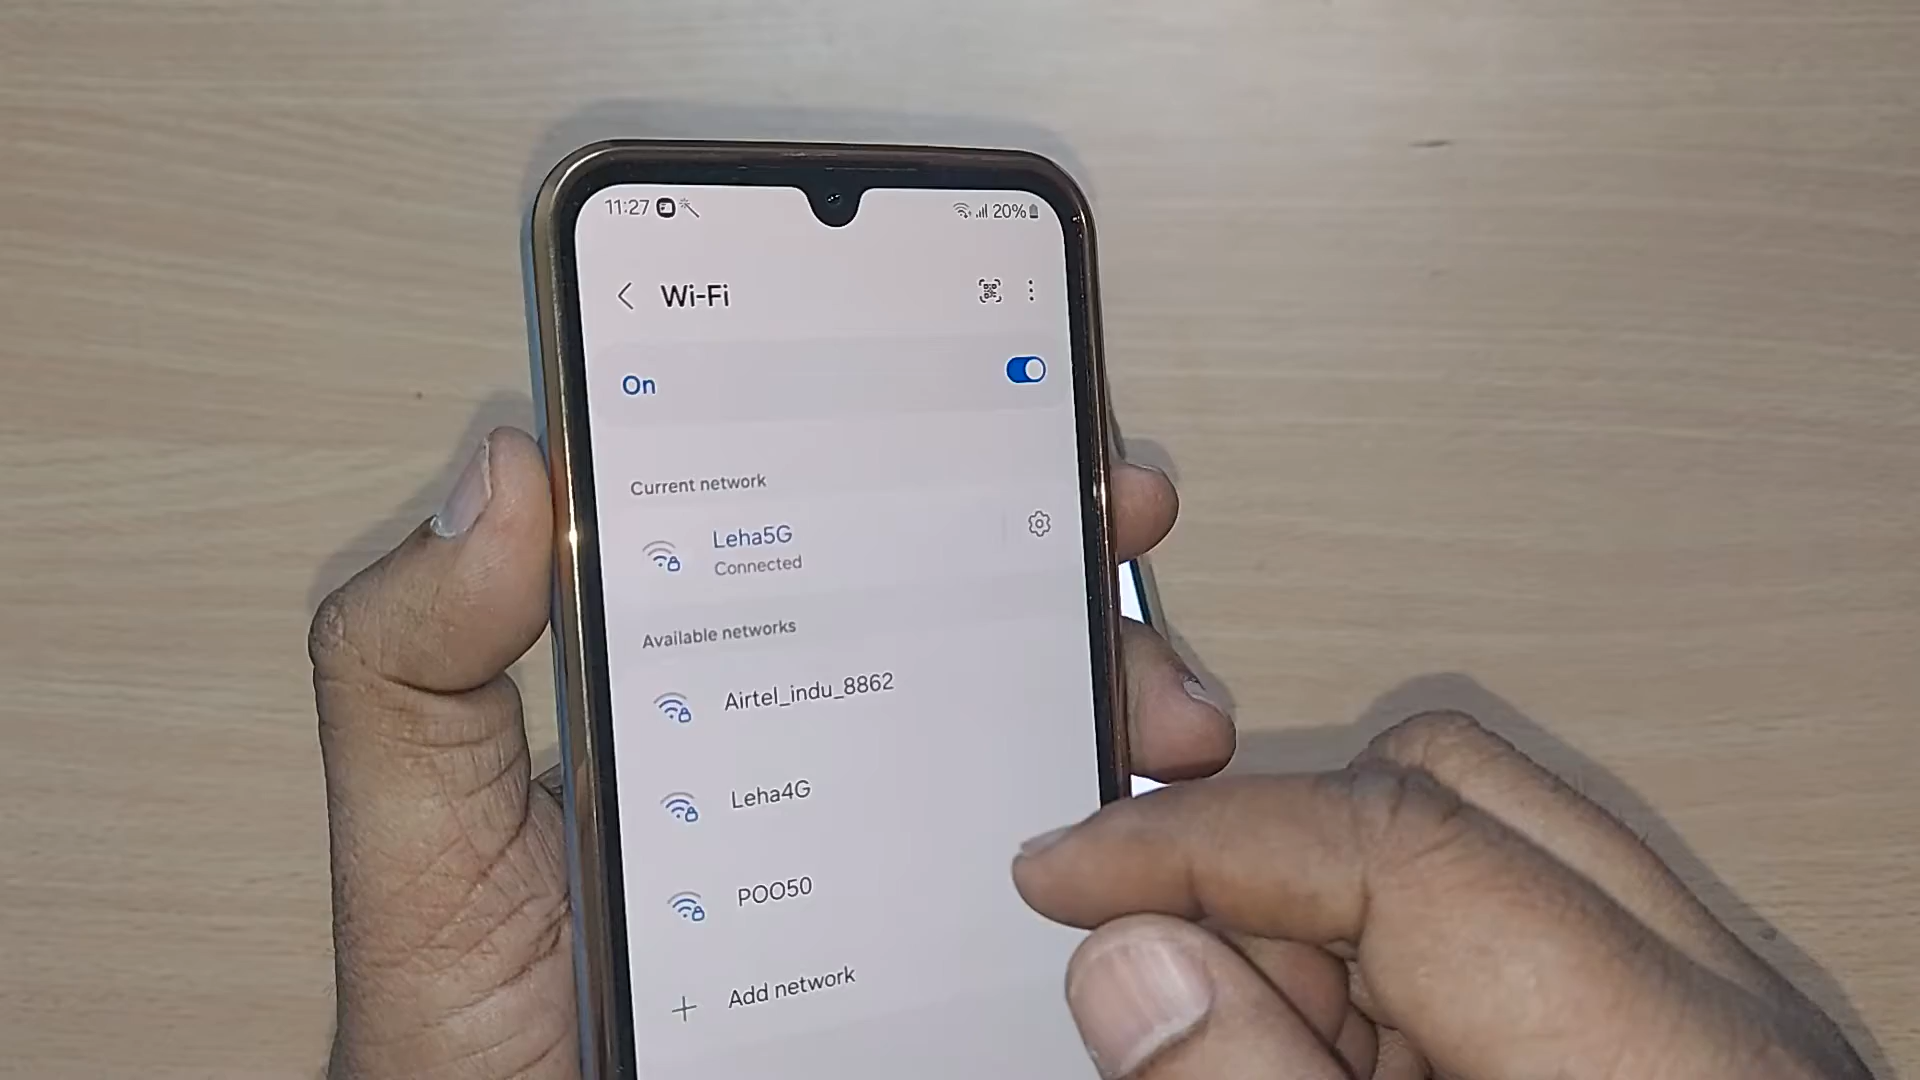 11:27
20%
Wi-Fi
On
Current network
Leha5G
Connected
Available networks
Airtel_indu_8862
Leha4G
POO50
Add network